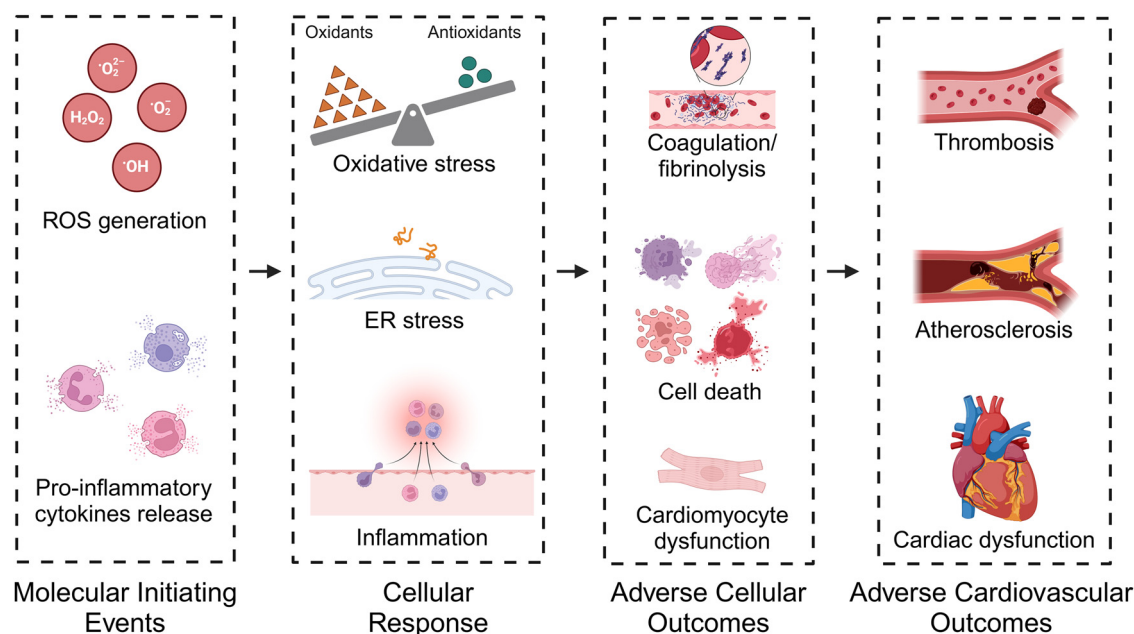 ·O₂²⁻
·O₂⁻
H₂O₂
·OH
ROS generation
Pro-inflammatory
cytokines release
Molecular Initiating
Events
Oxidants
Antioxidants
Oxidative stress
ER stress
Inflammation
Cellular
Response
Coagulation/
fibrinolysis
Cell death
Cardiomyocyte
dysfunction
Adverse Cellular
Outcomes
Thrombosis
Atherosclerosis
Cardiac dysfunction
Adverse Cardiovascular
Outcomes